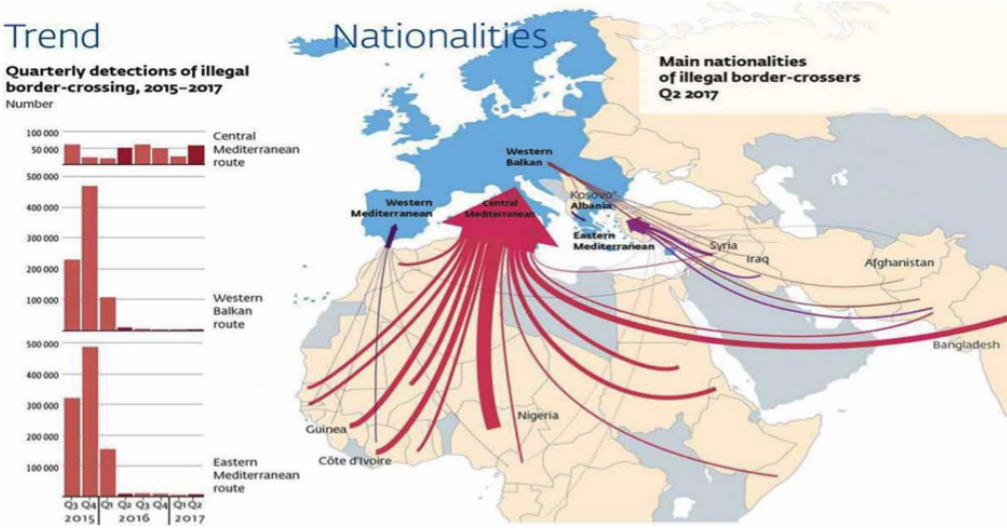 Trend
Quarterly detections of illegal
border-crossing, 2015–2017
Number
100 000
50 000
Central
Mediterranean
route
500 000
400 000
300 000
200 000
100 000
Western
Balkan
route
500 000
400 000
300 000
200 000
100 000
Eastern
Mediterranean
route
Q3 Q4 Q1 Q2 Q3 Q4 Q1 Q2
2015 2016 2017
Nationalities
Main nationalities
of illegal border-crossers
Q2 2017
Western
Balkan
Kosovo*
Albania
Western
Mediterranean
Central
Mediterranean
Eastern
Mediterranean
Syria
Iraq
Afghanistan
Bangladesh
Nigeria
Guinea
Côte d'Ivoire